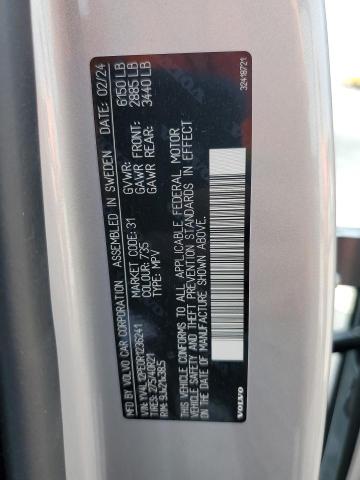 MFD BY VOLVO CAR CORPORATION. ASSEMBLED IN SWEDEN DATE: 02/24
MARKET CODE: 31 GVWR: 6150 LB
COLOUR: 735 GAWR FRONT: 2885 LB
TYPE: MPV GAWR REAR: 3440 LB
THIS VEHICLE CONFORMS TO ALL APPLICABLE FEDERAL MOTOR
VEHICLE SAFETY AND THEFT PREVENTION STANDARDS IN EFFECT
ON THE DATE OF MANUFACTURE SHOWN ABOVE.
32418721
VOLVO